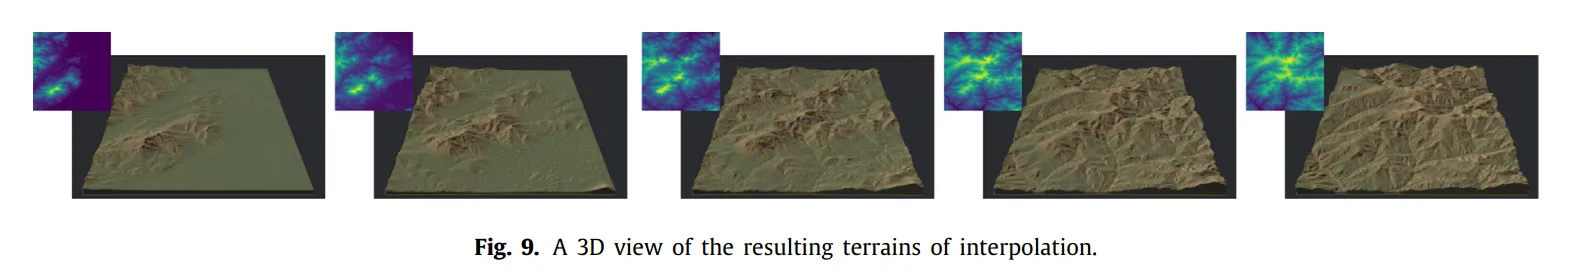 Fig. 9. A 3D view of the resulting terrains of interpolation.